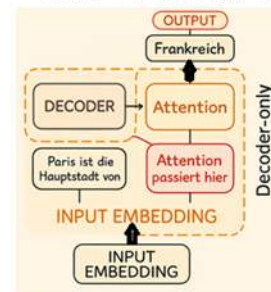 OUTPUT
Frankreich
DECODER
Attention
Paris ist die
Hauptstadt von
Attention
passiert hier
INPUT EMBEDDING
INPUT
EMBEDDING
Decoder-only